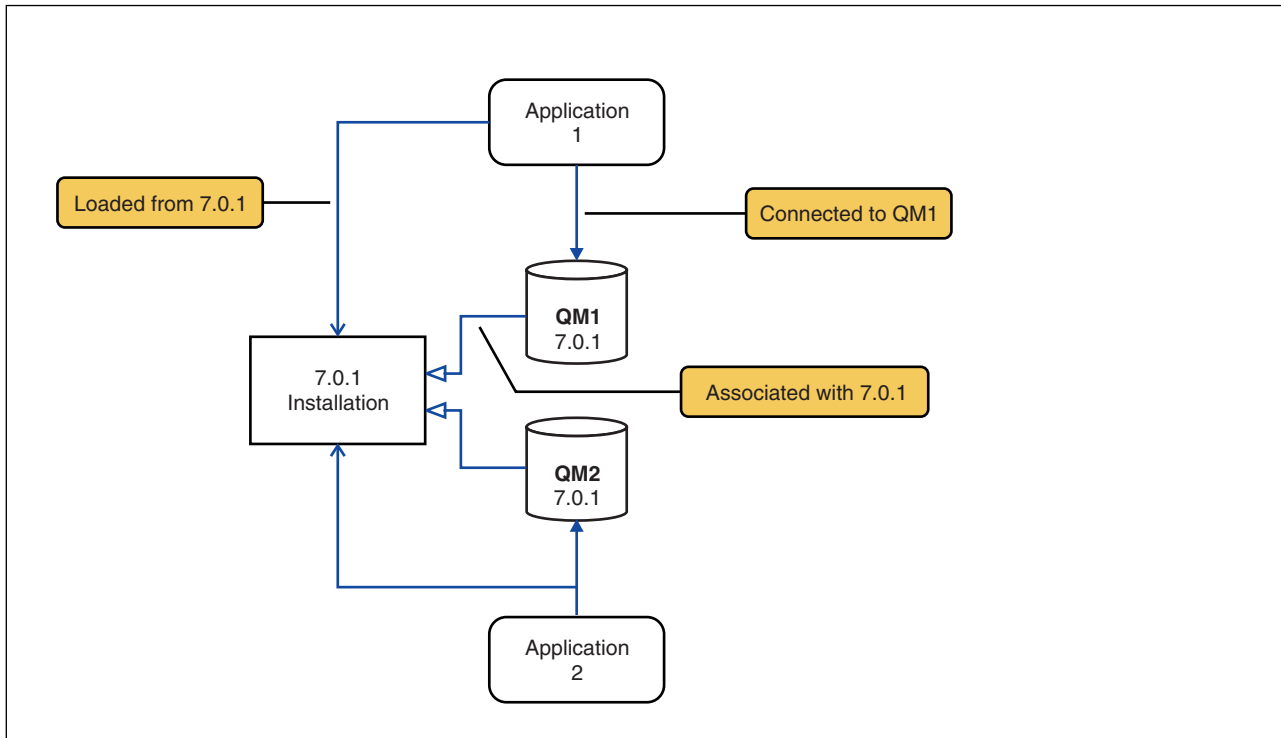 Application
1
Loaded from 7.0.1
Connected to QM1
QM1
7.0.1
7.0.1
Installation
Associated with 7.0.1
QM2
7.0.1
Application
2